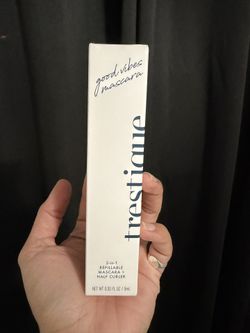 good vibes
mascara
trestique
2-in-1
REFILLABLE
MASCARA +
HALF CURLER
NET WT 0.30 FL OZ / 9mL